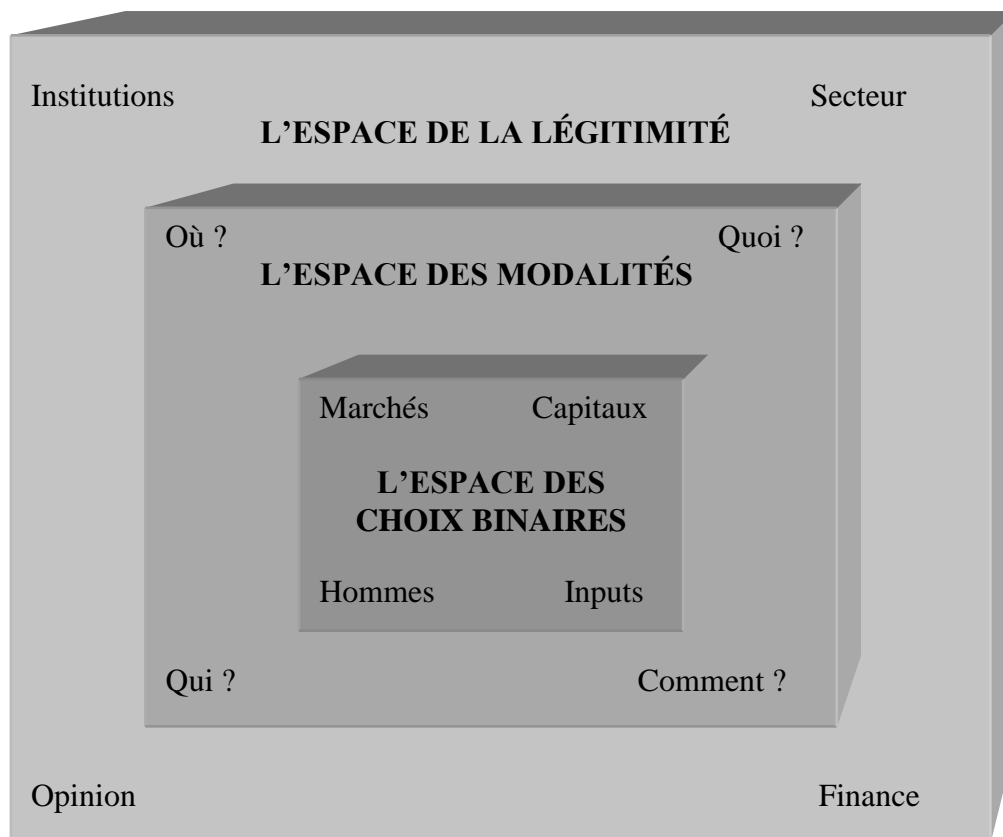 Institutions Secteur
L’ESPACE DE LA LÉGITIMITÉ
Où ? Quoi ?
L’ESPACE DES MODALITÉS
Marchés Capitaux
L’ESPACE DES
CHOIX BINAIRES
Hommes Inputs
Qui ? Comment ?
Opinion Finance